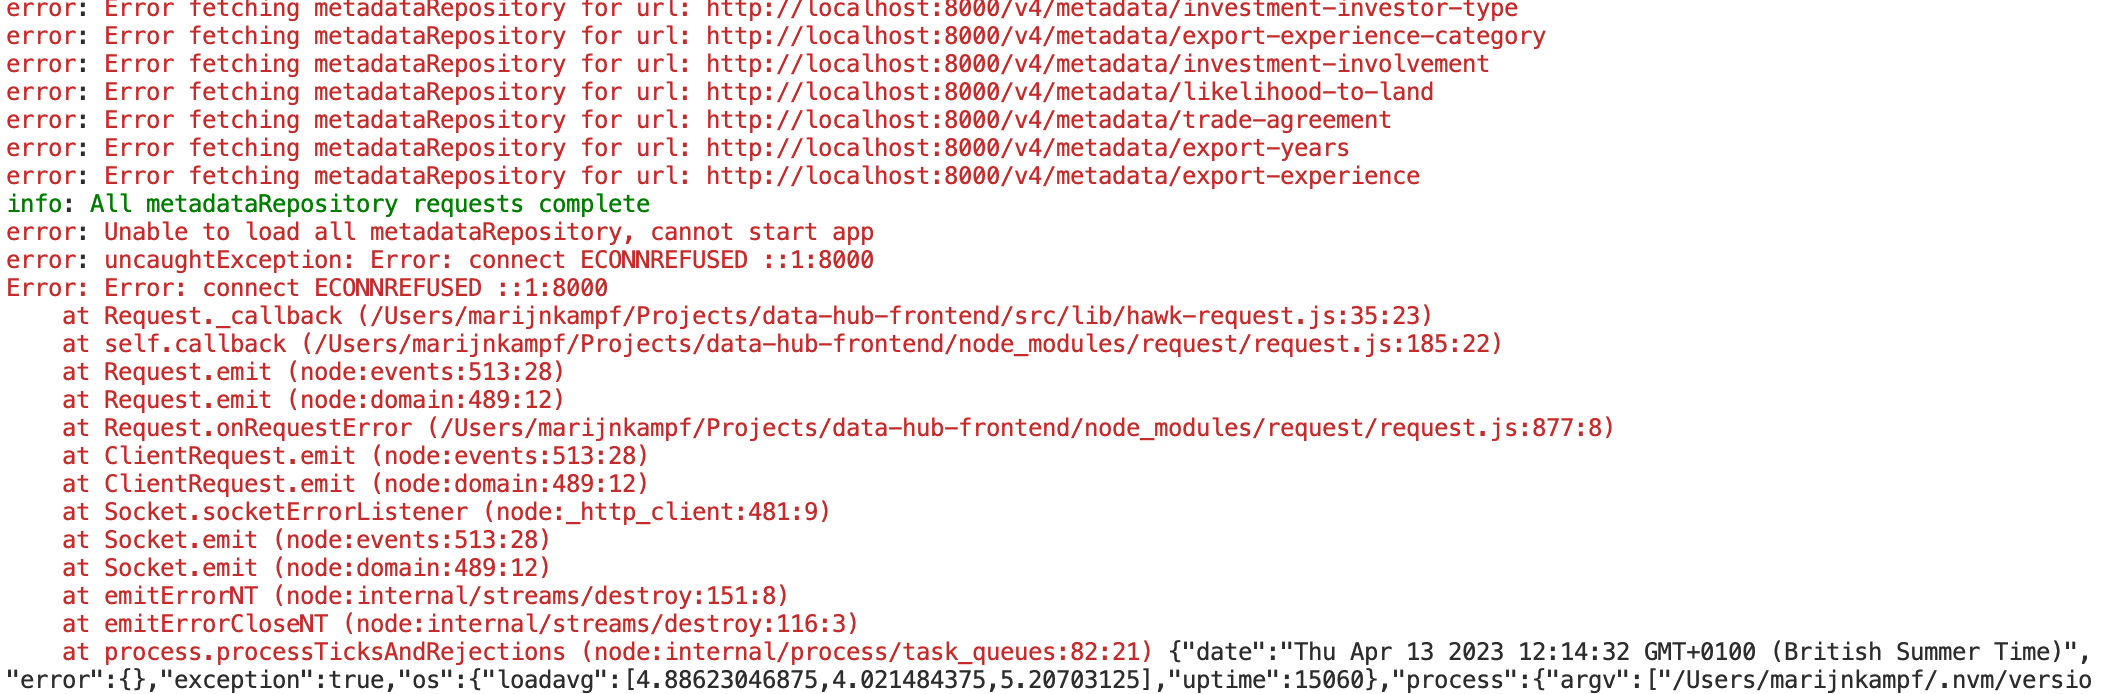 error: Error fetching metadataRepository for url: http://localhost:8000/v4/metadata/investment-investor-type
error: Error fetching metadataRepository for url: http://localhost:8000/v4/metadata/export-experience-category
error: Error fetching metadataRepository for url: http://localhost:8000/v4/metadata/investment-involvement
error: Error fetching metadataRepository for url: http://localhost:8000/v4/metadata/likelihood-to-land
error: Error fetching metadataRepository for url: http://localhost:8000/v4/metadata/trade-agreement
error: Error fetching metadataRepository for url: http://localhost:8000/v4/metadata/export-years
error: Error fetching metadataRepository for url: http://localhost:8000/v4/metadata/export-experience
info: All metadataRepository requests complete
error: Unable to load all metadataRepository, cannot start app
error: uncaughtException: Error: connect ECONNREFUSED ::1:8000
Error: Error: connect ECONNREFUSED ::1:8000
    at Request._callback (/Users/marijnkampf/Projects/data-hub-frontend/src/lib/hawk-request.js:35:23)
    at self.callback (/Users/marijnkampf/Projects/data-hub-frontend/node_modules/request/request.js:185:22)
    at Request.emit (node:events:513:28)
    at Request.emit (node:domain:489:12)
    at Request.onRequestError (/Users/marijnkampf/Projects/data-hub-frontend/node_modules/request/request.js:877:8)
    at ClientRequest.emit (node:events:513:28)
    at ClientRequest.emit (node:domain:489:12)
    at Socket.socketErrorListener (node:_http_client:481:9)
    at Socket.emit (node:events:513:28)
    at Socket.emit (node:domain:489:12)
    at emitErrorNT (node:internal/streams/destroy:151:8)
    at emitErrorCloseNT (node:internal/streams/destroy:116:3)
    at process.processTicksAndRejections (node:internal/process/task_queues:82:21) {"date":"Thu Apr 13 2023 12:14:32 GMT+0100 (British Summer Time)",
"error":{},"exception":true,"os":{"loadavg":[4.88623046875,4.021484375,5.20703125],"uptime":15060},"process":{"argv":["/Users/marijnkampf/.nvm/versio